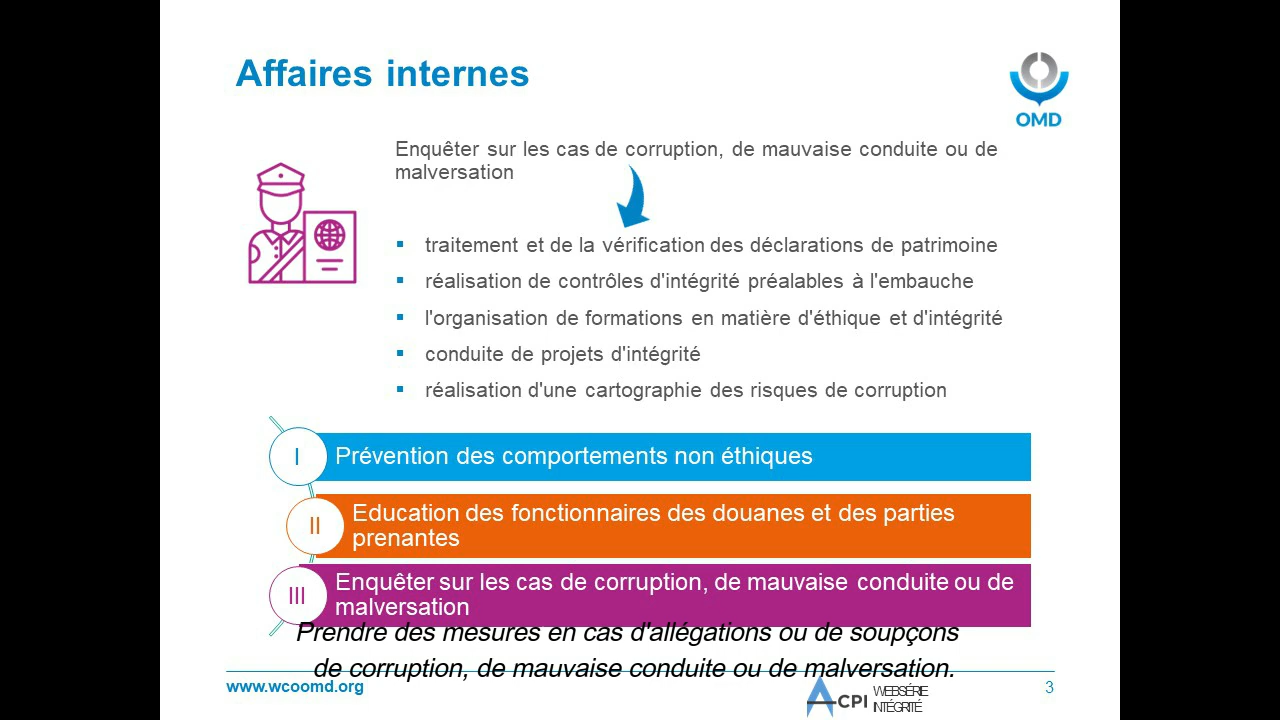 Affaires internes
OMD
Enquêter sur les cas de corruption, de mauvaise conduite ou de
malversation
traitement et de la vérification des déclarations de patrimoine
réalisation de contrôles d'intégrité préalables à l'embauche
l'organisation de formations en matière d'éthique et d'intégrité
conduite de projets d'intégrité
réalisation d'une cartographie des risques de corruption
I Prévention des comportements non éthiques
II Education des fonctionnaires des douanes et des parties
prenantes
III Enquêter sur les cas de corruption, de mauvaise conduite ou de
malversation
Prendre des mesures en cas d'allégations ou de soupçons
de corruption, de mauvaise conduite ou de malversation.
www.wcoomd.org
A-CPI WEBSÉRIE
INTÉGRITÉ
3